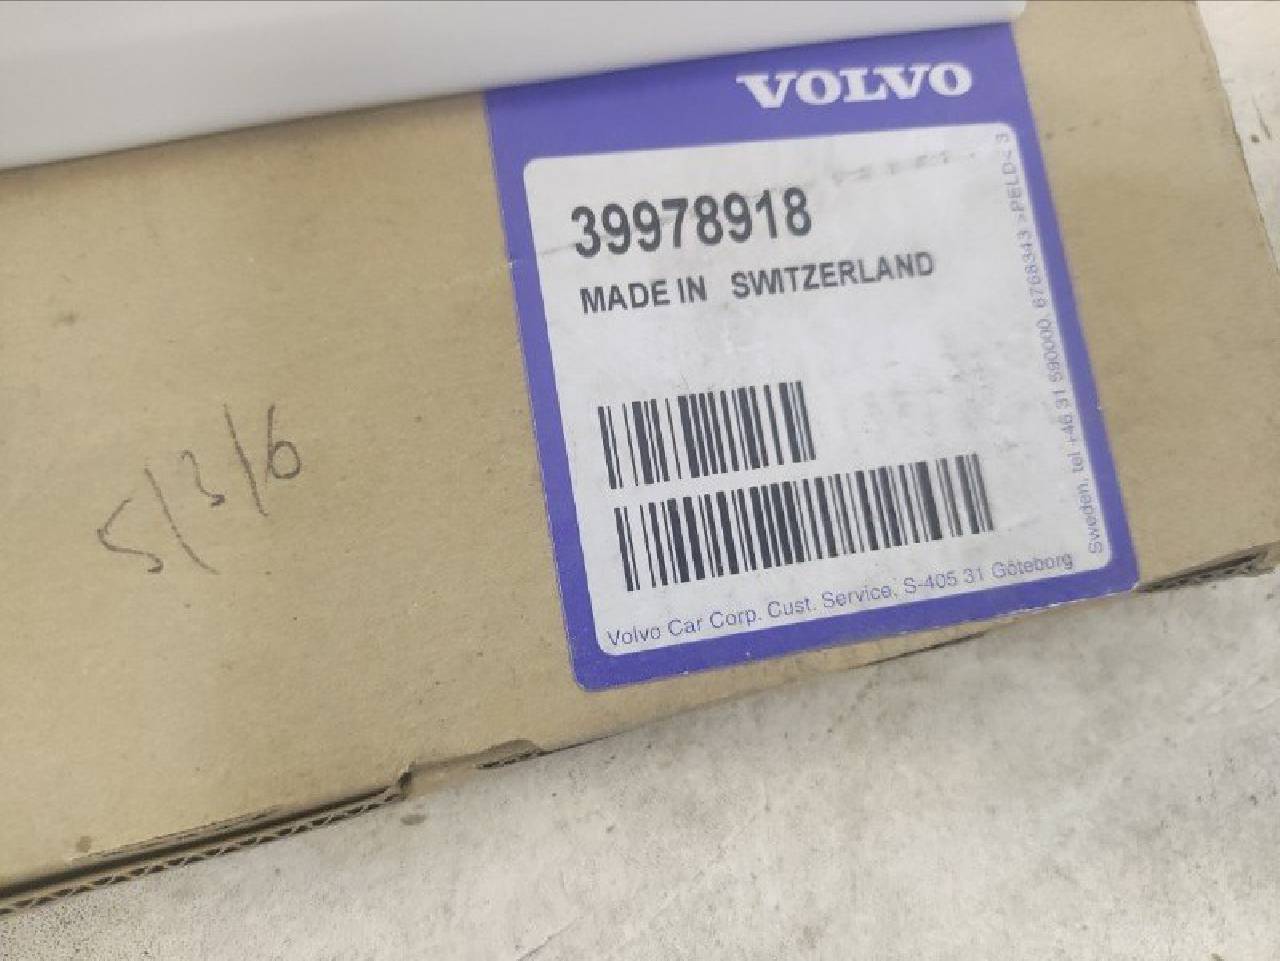 VOLVO
39978918
MADE IN SWITZERLAND
Volvo Car Corp. Cust. Service, S-405 31 Göteborg
Sweden, tel +46 31 590000. 6768343 >PELD< 3
5/3/6